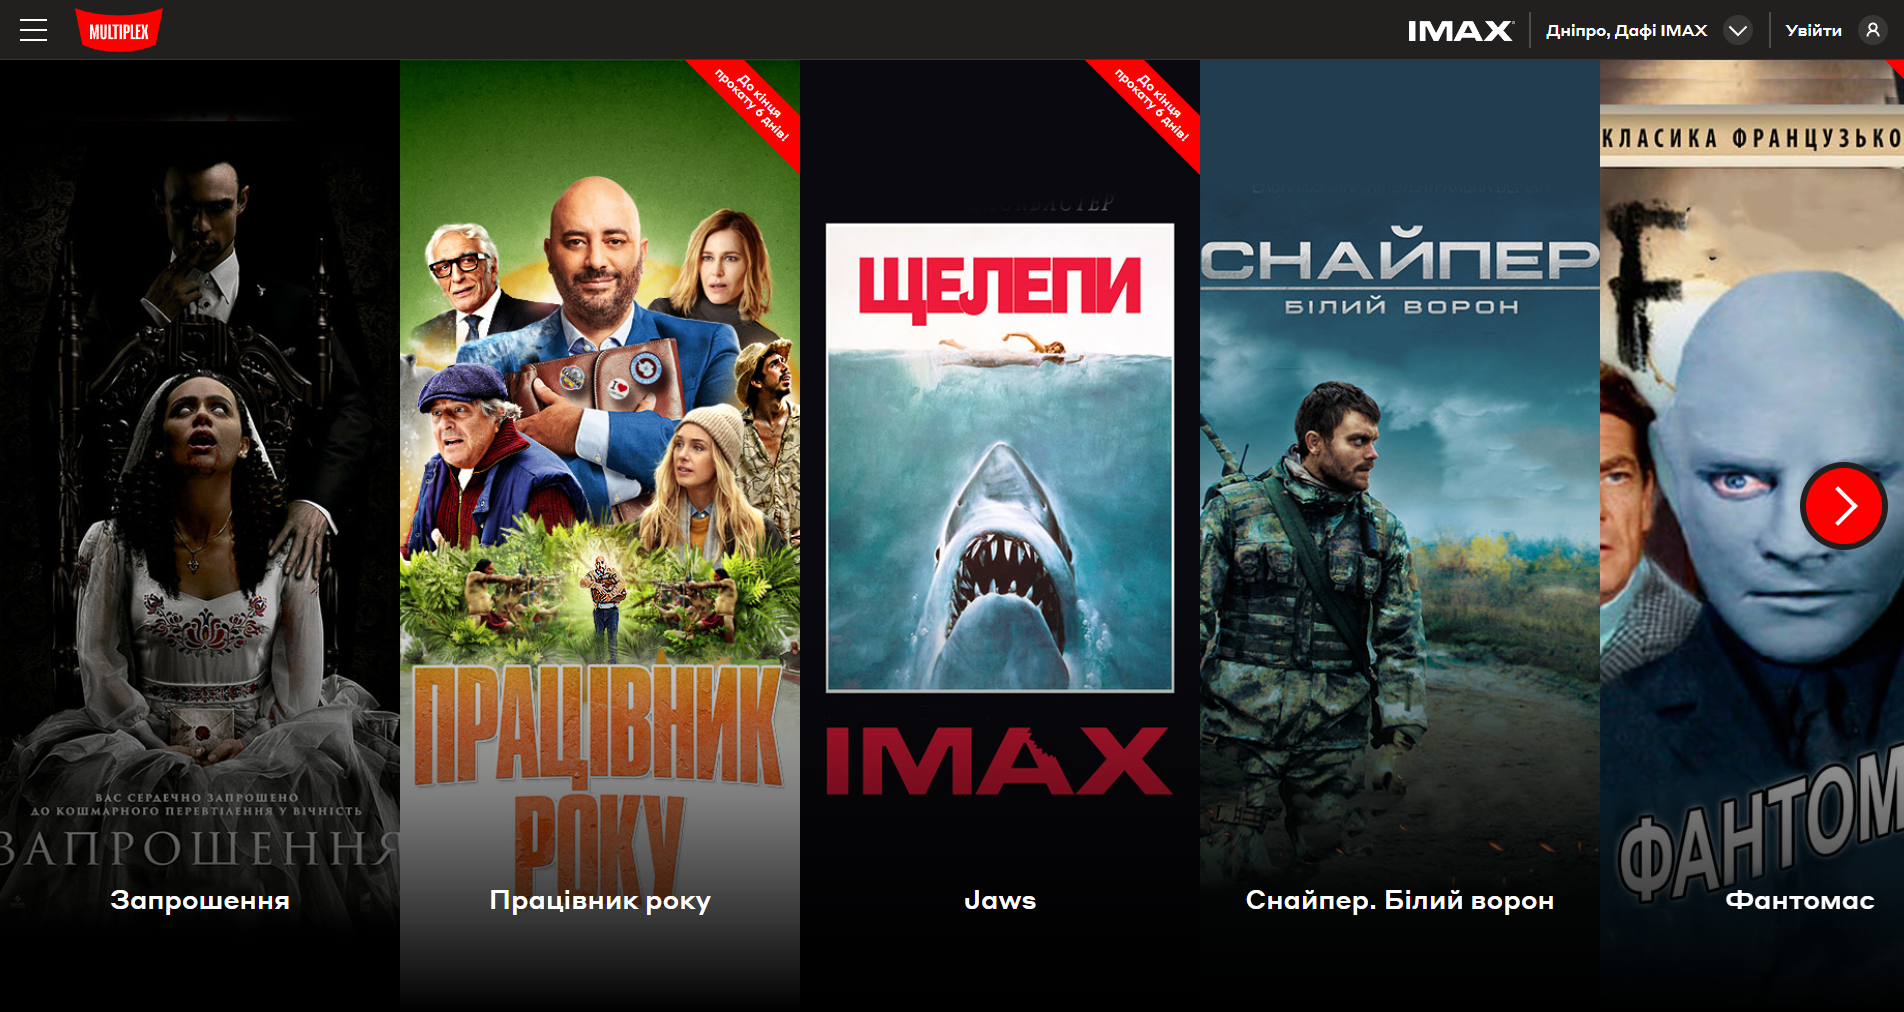 MULTIPLEX
IMAX
Дніпро, Дафі IMAX
Увійти
ВАС СЕРДЕЧНО ЗАПРОШЕНО
ДО КОШМАРНОГО ПЕРЕВТІЛЕННЯ У ВІЧНІСТЬ
ЗАПРОШЕННЯ
Запрошення
До кінця
прокату 6 днів!
ПРАЦІВНИК
РОКУ
Працівник року
До кінця
прокату 6 днів!
ЩЕЛЕПИ
IMAX
Jaws
СНАЙПЕР
БІЛИЙ ВОРОН
Снайпер. Білий ворон
КЛАСИКА ФРАНЦУЗЬКО
F
ФАНТОМ
Фантомас